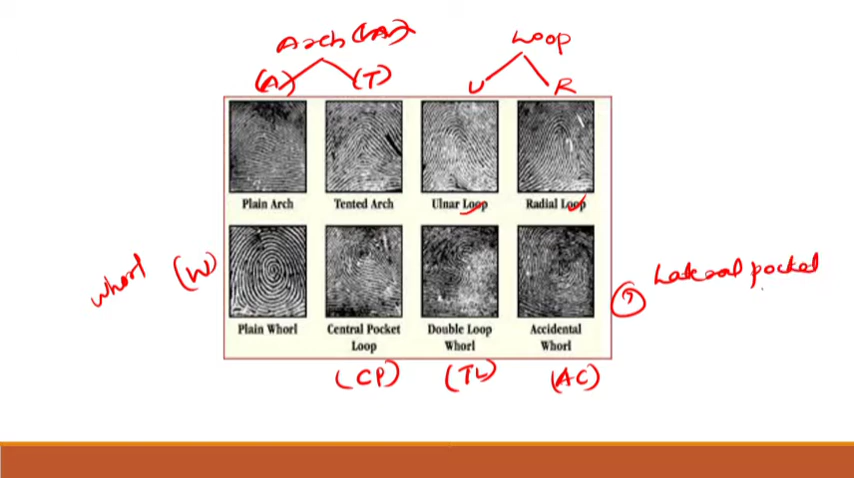 Arch
Loop
(A) (T)
U R
Plain Arch Tented Arch Ulnar Loop Radial Loop
whorl (W)
Lateral pocket
Plain Whorl Central Pocket Loop Double Loop Whorl Accidental Whorl
(CP) (TL) (AC)